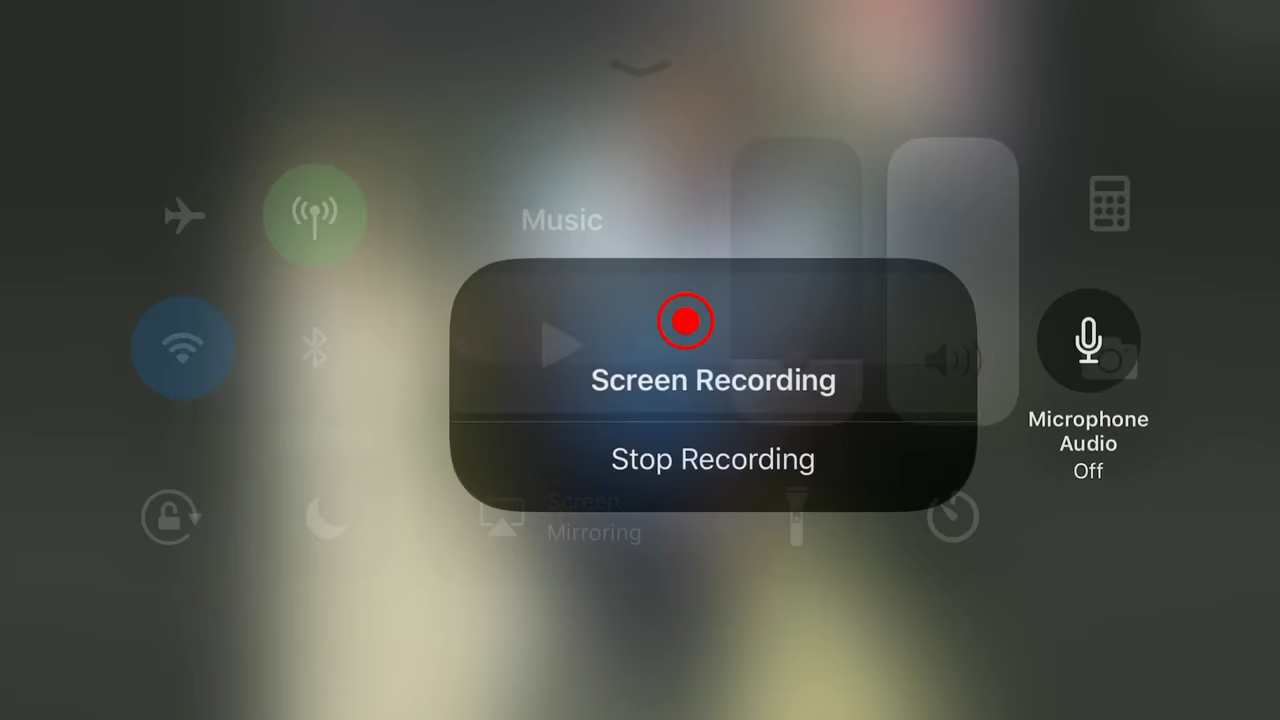 Music
Screen Recording
Stop Recording
Microphone
Audio
Off
Screen
Mirroring